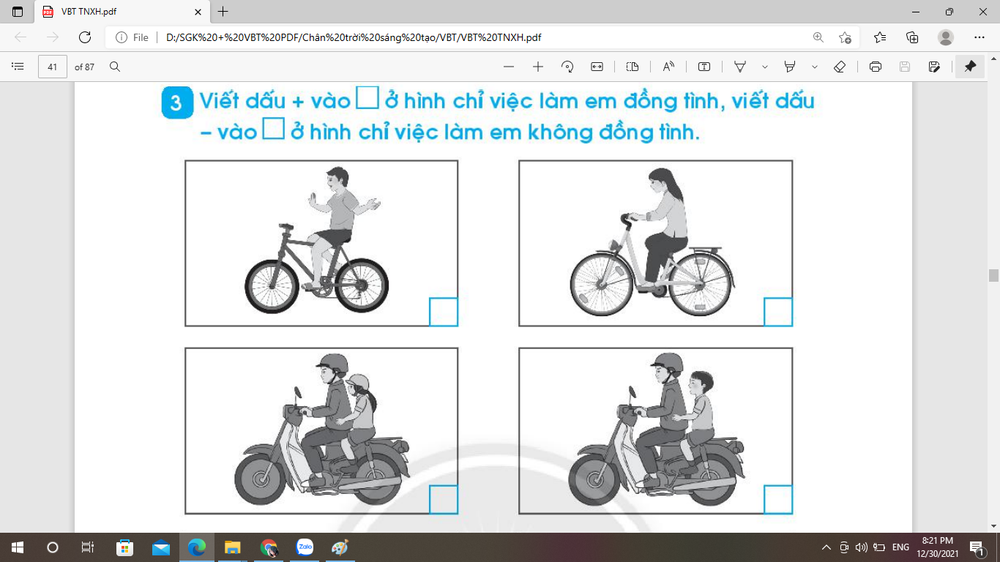 VBT TNXH.pdf
File
D:/SGK%20+%20VBT%20PDF/Chân%20trời%20sáng%20tạo/VBT/VBT%20TNXH.pdf
41 of 87
3 Viết dấu + vào ở hình chỉ việc làm em đồng tình, viết dấu
– vào ở hình chỉ việc làm em không đồng tình.
Zalo
ENG
8:21 PM
12/30/2021
1